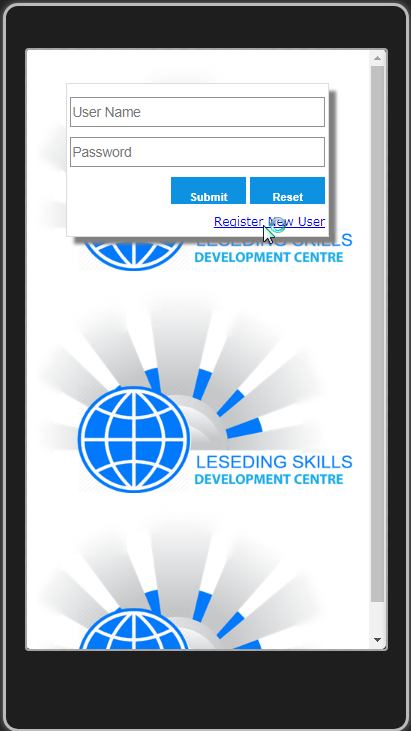 User Name
Password
Submit Reset
Register New User
LESEDING SKILLS
DEVELOPMENT CENTRE
LESEDING SKILLS
DEVELOPMENT CENTRE